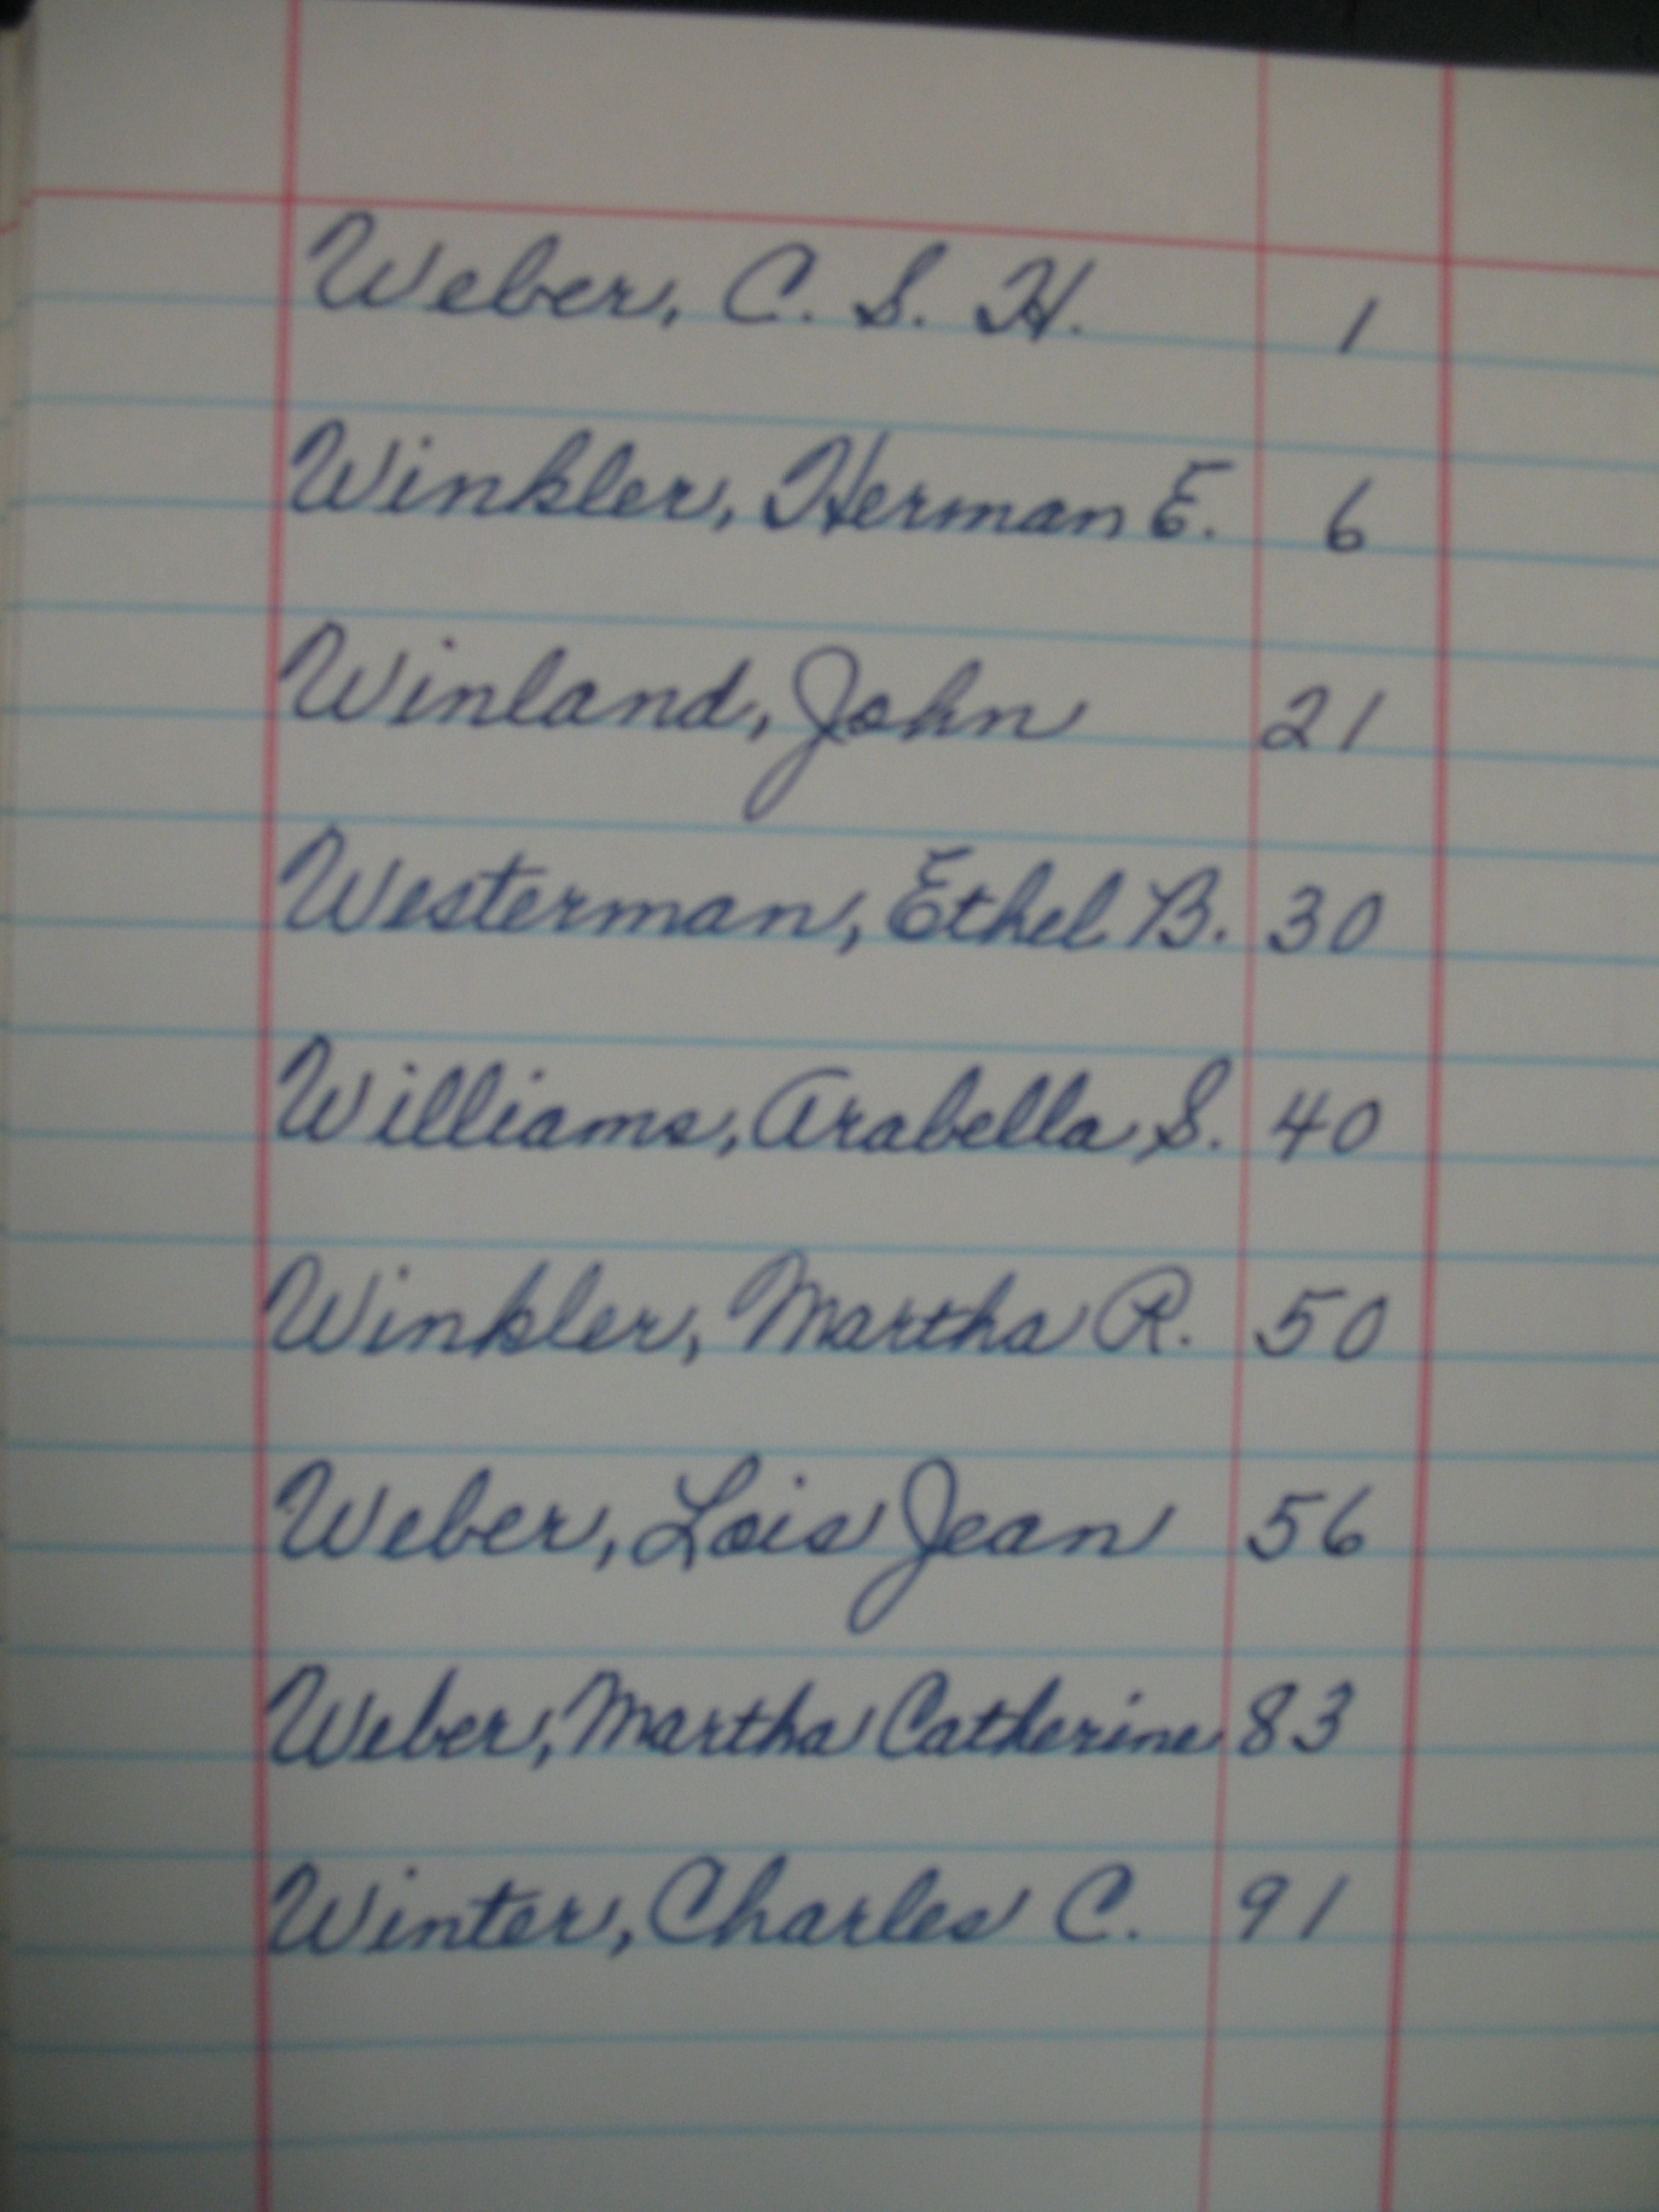 Weber, C. S. H. 1
Winkler, Herman E. 6
Winland, John 21
Westerman, Ethel B. 30
Williams, Arabella S. 40
Winkler, Martha R. 50
Weber, Lois Jean 56
Weber, Martha Catherine 83
Winter, Charles C. 91